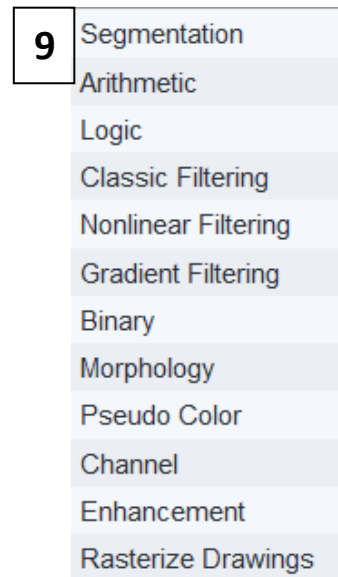 9
Segmentation
Arithmetic
Logic
Classic Filtering
Nonlinear Filtering
Gradient Filtering
Binary
Morphology
Pseudo Color
Channel
Enhancement
Rasterize Drawings